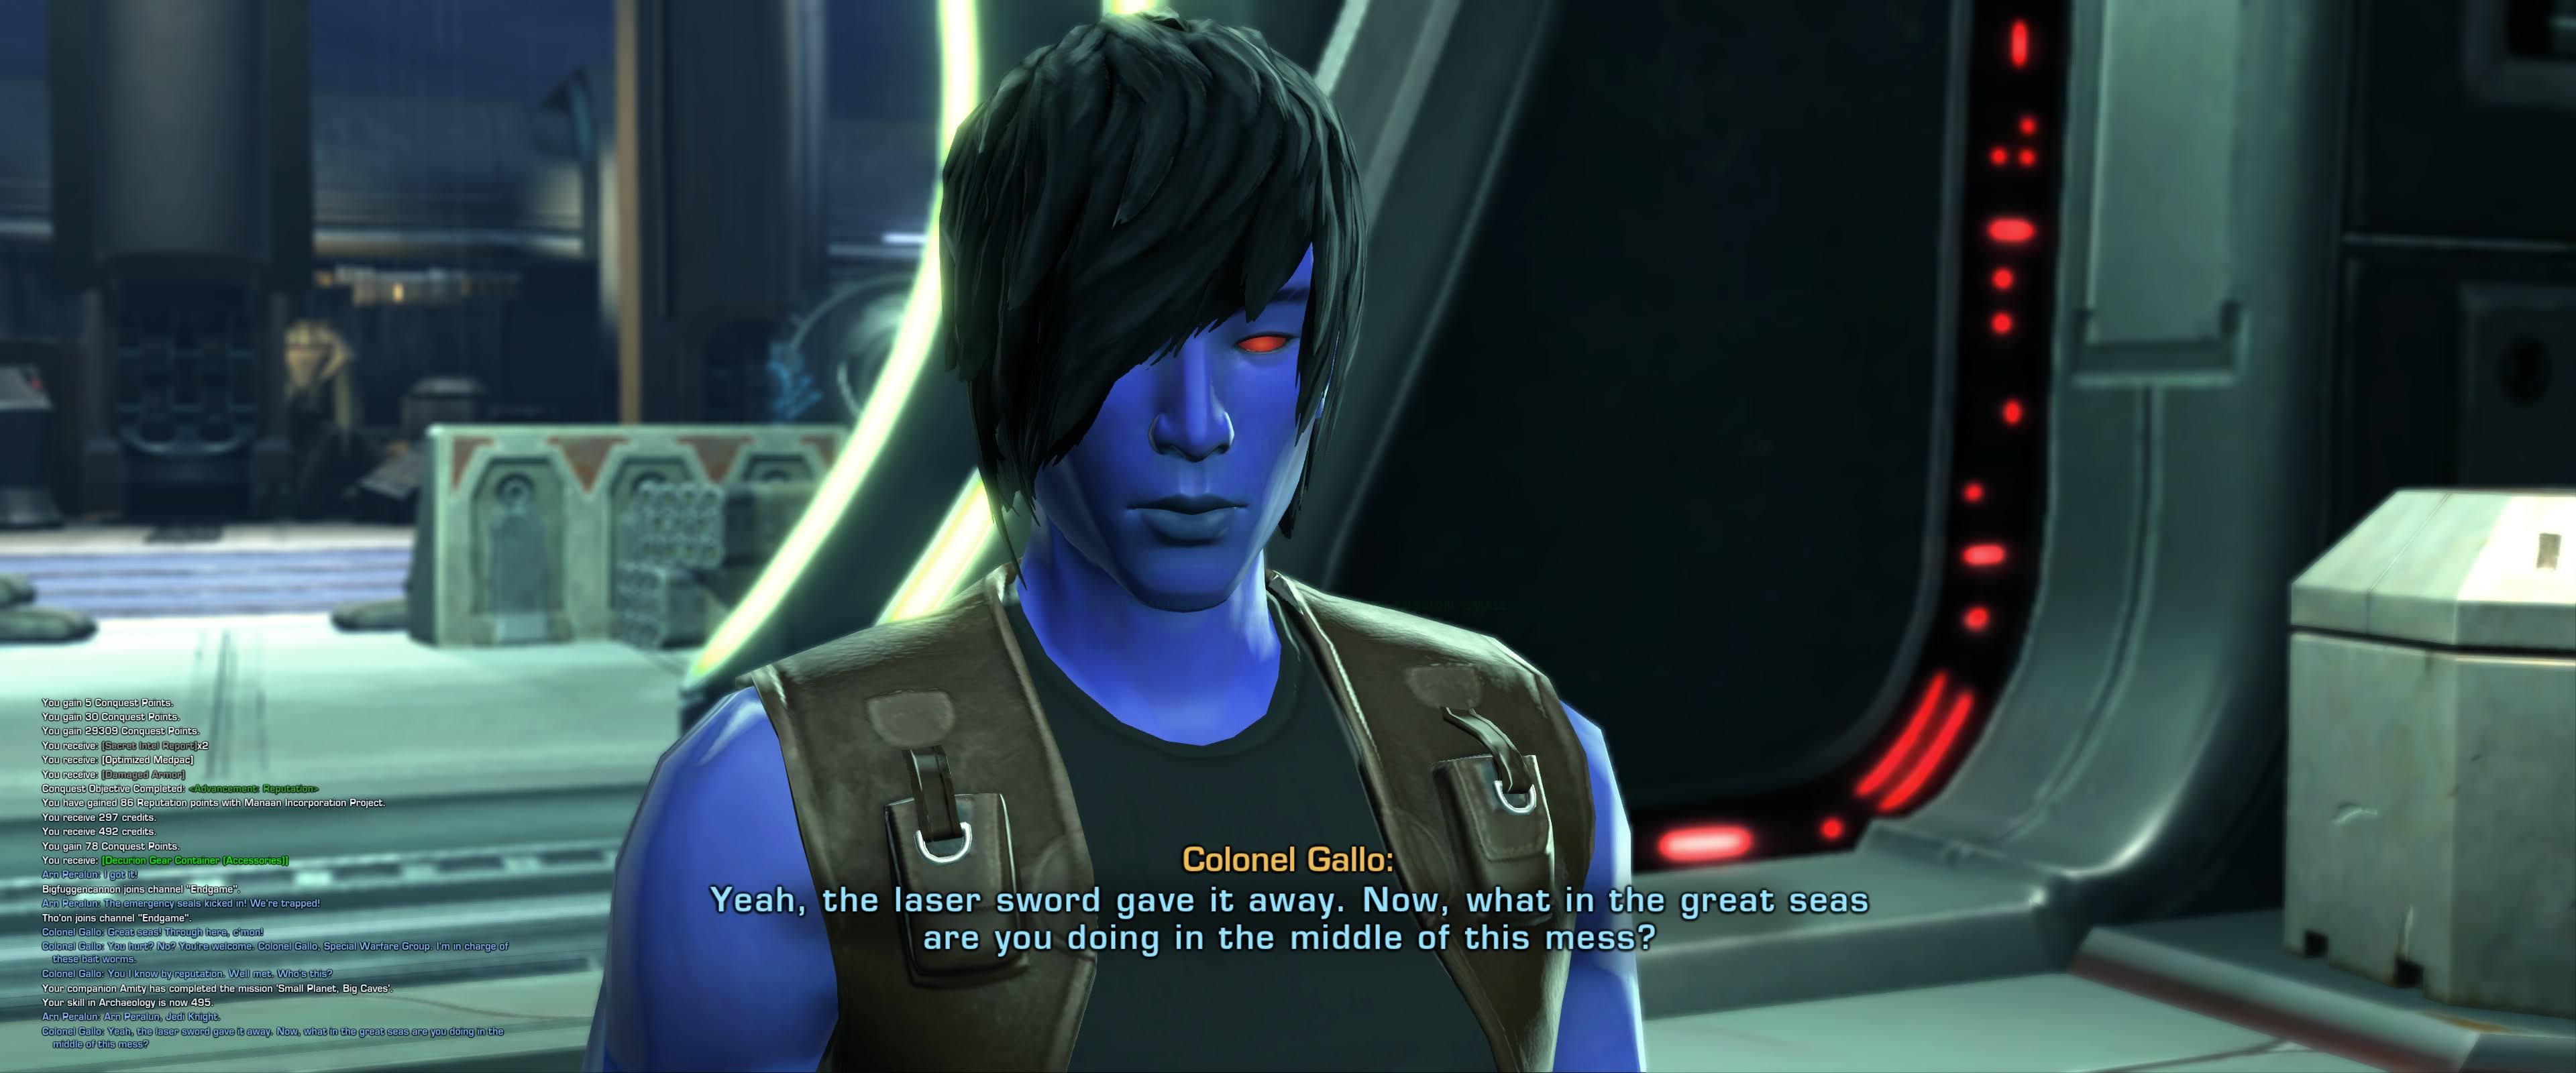 You gain 5 Conquest Points.
You gain 30 Conquest Points.
You gain 29309 Conquest Points.
You receive: [Secret Intel Report]x2
You receive: [Optimized Medpac]
You receive: [Damaged Armor]
Conquest Objective Completed: <Advancement: Reputation>
You have gained 86 Reputation points with Manaan Incorporation Project.
You receive 297 credits.
You receive 492 credits.
You gain 78 Conquest Points.
You receive: [Decurion Gear Container (Accessories)]
Arn Peralun: I got it!
Bigfuggencannon joins channel "Endgame".
Arn Peralun: The emergency seals kicked in! We're trapped!
Tho'on joins channel "Endgame".
Colonel Gallo: Great seas! Through here, c'mon!
Colonel Gallo: You hurt? No? You're welcome. Colonel Gallo, Special Warfare Group. I'm in charge of
these bait worms.
Colonel Gallo: You I know by reputation. Well met. Who's this?
Your companion Amity has completed the mission 'Small Planet, Big Caves'.
Your skill in Archaeology is now 495.
Arn Peralun: Arn Peralun, Jedi Knight.
Colonel Gallo: Yeah, the laser sword gave it away. Now, what in the great seas are you doing in the
middle of this mess?
Colonel Gallo:
Yeah, the laser sword gave it away. Now, what in the great seas
are you doing in the middle of this mess?